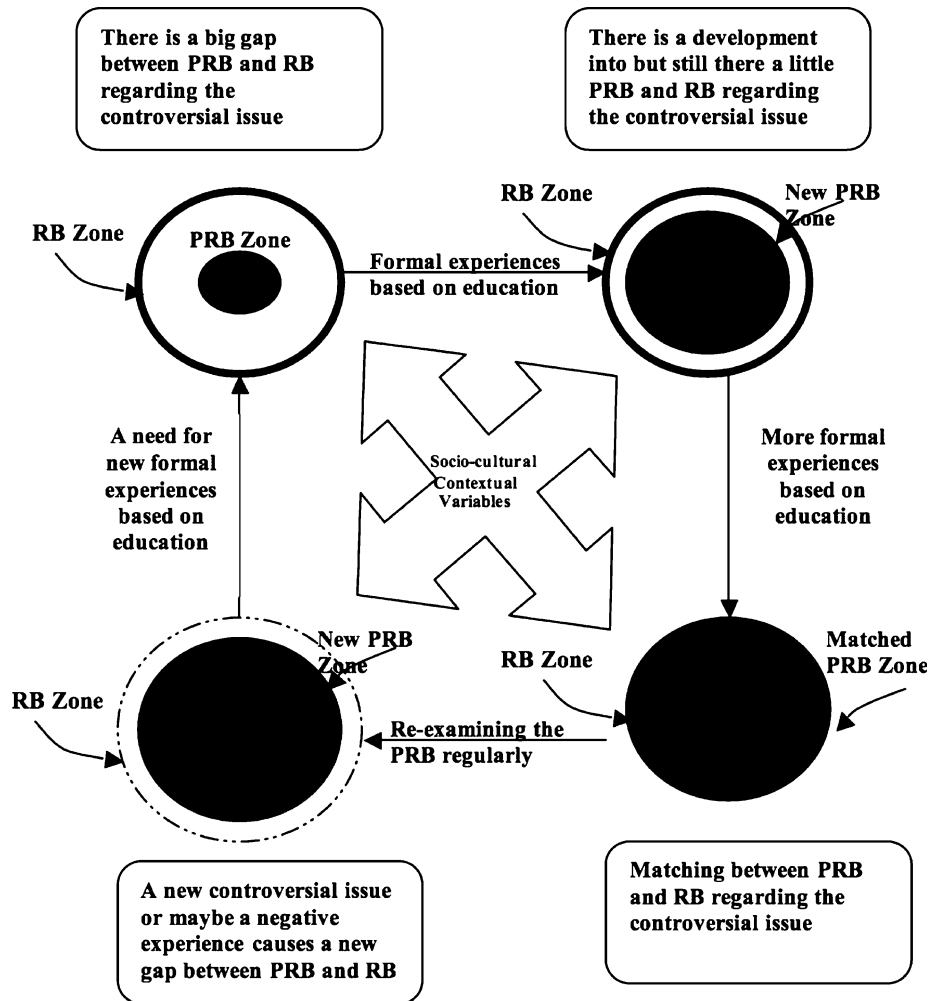 There is a big gap
between PRB and RB
regarding the
controversial issue
There is a development
into but still there a little
PRB and RB regarding
the controversial issue
RB Zone
PRB Zone
Formal experiences
based on education
RB Zone
New PRB
Zone
A need for
new formal
experiences
based on
education
Socio-cultural
Contextual
Variables
More formal
experiences
based on
education
RB Zone
New PRB
Zone
Re-examining the
PRB regularly
RB Zone
Matched
PRB Zone
A new controversial issue
or maybe a negative
experience causes a new
gap between PRB and RB
Matching between PRB
and RB regarding the
controversial issue